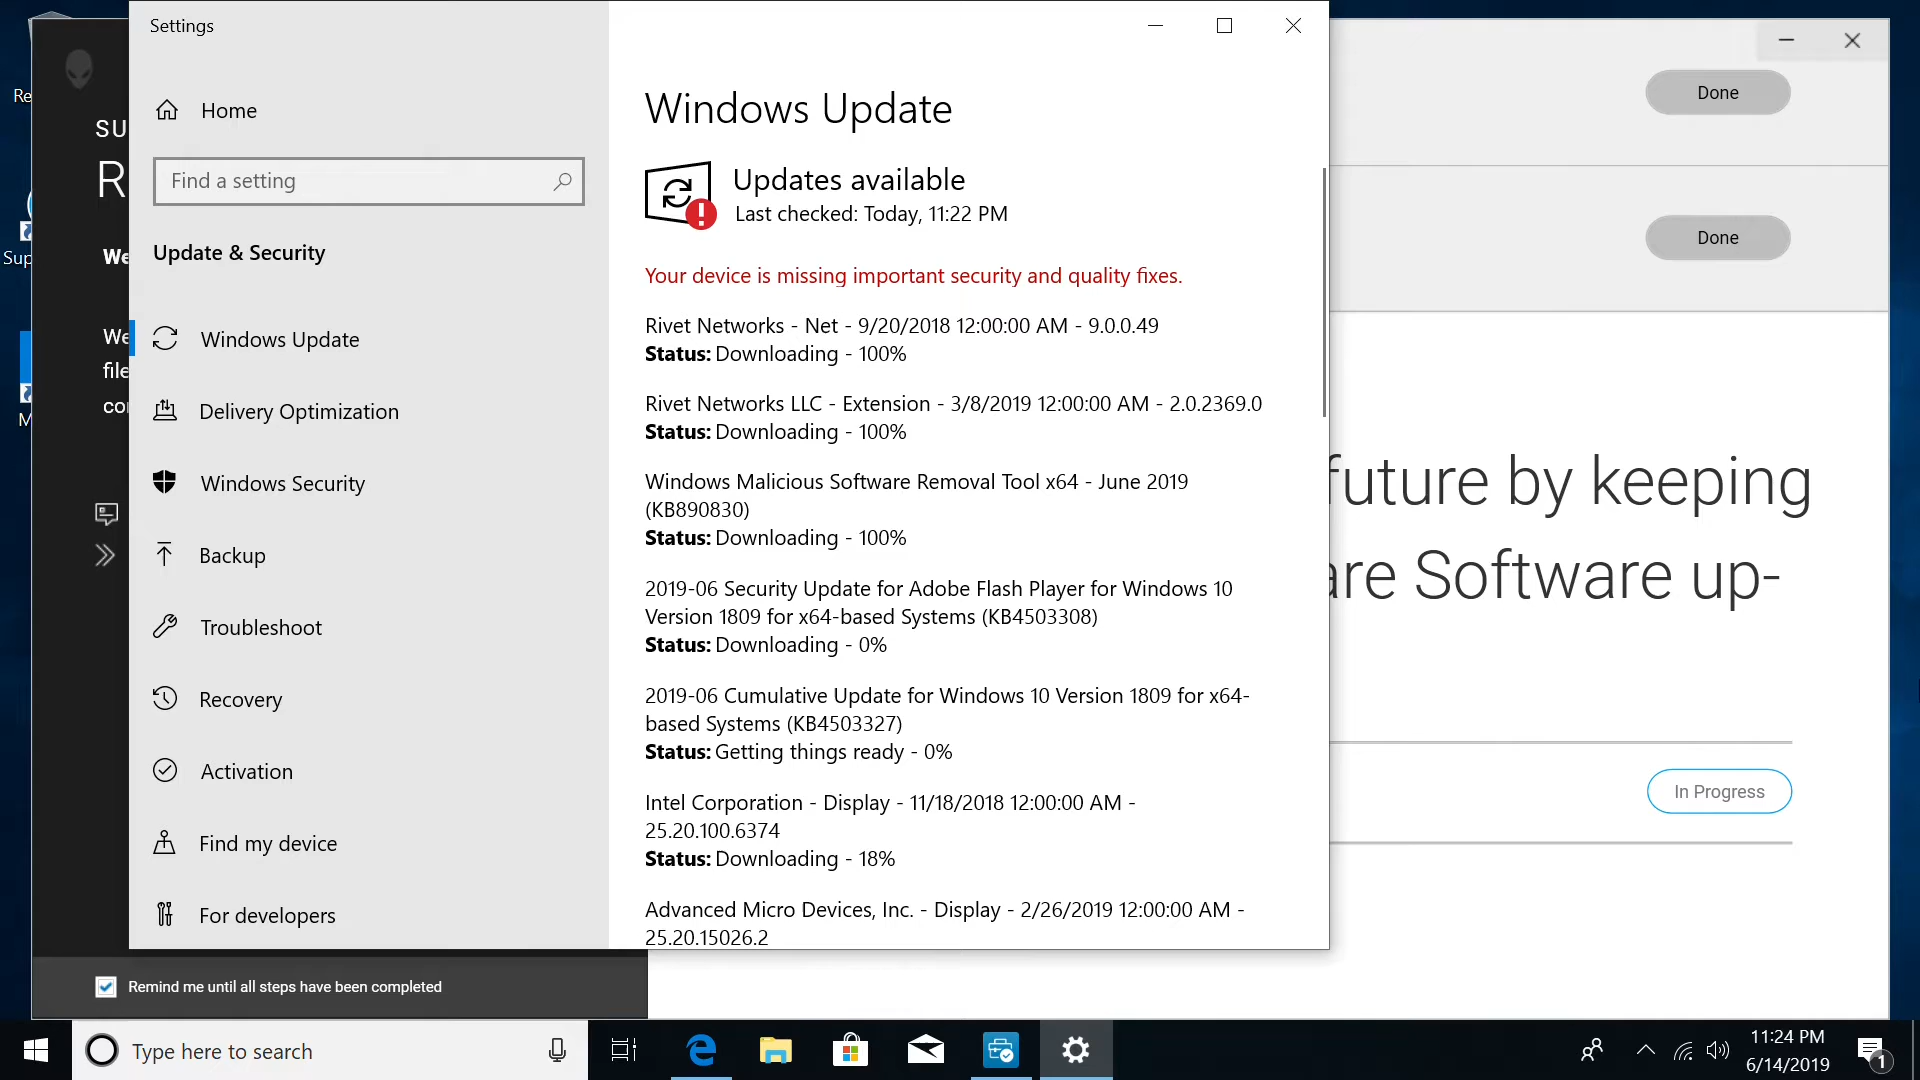 Settings
Home
Find a setting
Update & Security
Windows Update
Delivery Optimization
Windows Security
Backup
Troubleshoot
Recovery
Activation
Find my device
For developers
Windows Update
Updates available
Last checked: Today, 11:22 PM
Your device is missing important security and quality fixes.
Rivet Networks - Net - 9/20/2018 12:00:00 AM - 9.0.0.49
Status: Downloading - 100%
Rivet Networks LLC - Extension - 3/8/2019 12:00:00 AM - 2.0.2369.0
Status: Downloading - 100%
Windows Malicious Software Removal Tool x64 - June 2019
(KB890830)
Status: Downloading - 100%
2019-06 Security Update for Adobe Flash Player for Windows 10
Version 1809 for x64-based Systems (KB4503308)
Status: Downloading - 0%
2019-06 Cumulative Update for Windows 10 Version 1809 for x64-
based Systems (KB4503327)
Status: Getting things ready - 0%
Intel Corporation - Display - 11/18/2018 12:00:00 AM -
25.20.100.6374
Status: Downloading - 18%
Advanced Micro Devices, Inc. - Display - 2/26/2019 12:00:00 AM -
25.20.15026.2
Re
Sup
M
SU
R
We
We
file
co
Remind me until all steps have been completed
Done
Done
future by keeping
are Software up-
In Progress
Type here to search
11:24 PM
6/14/2019
1